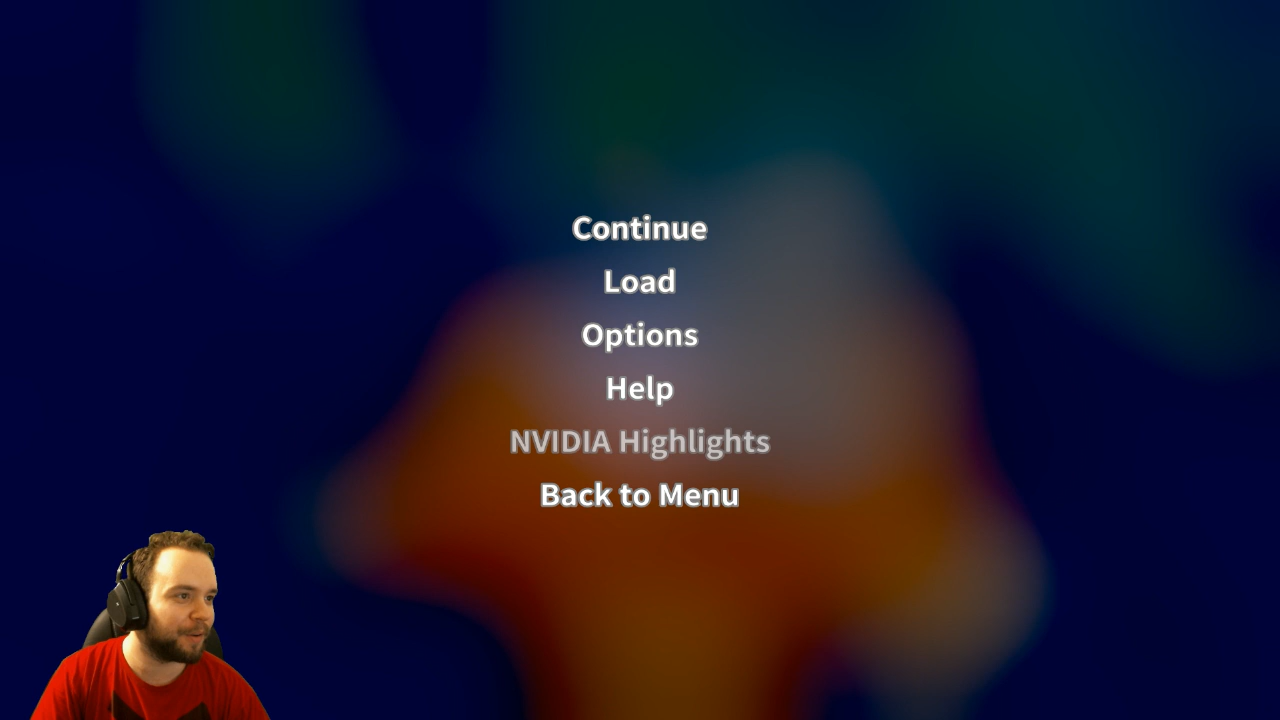 Continue
Load
Options
Help
NVIDIA Highlights
Back to Menu